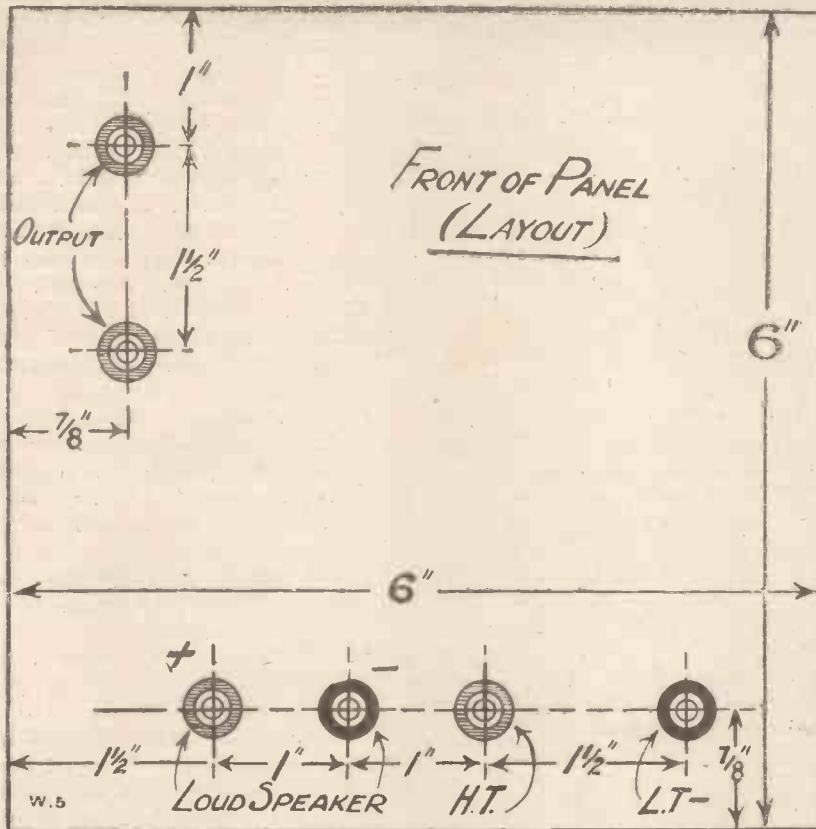 1"
FRONT OF PANEL
(LAYOUT)
OUTPUT
1½"
6"
7/8"
6"
+
−
1½"
1"
1"
1½"
7/8"
W.5
LOUD SPEAKER
H.T.
L.T−